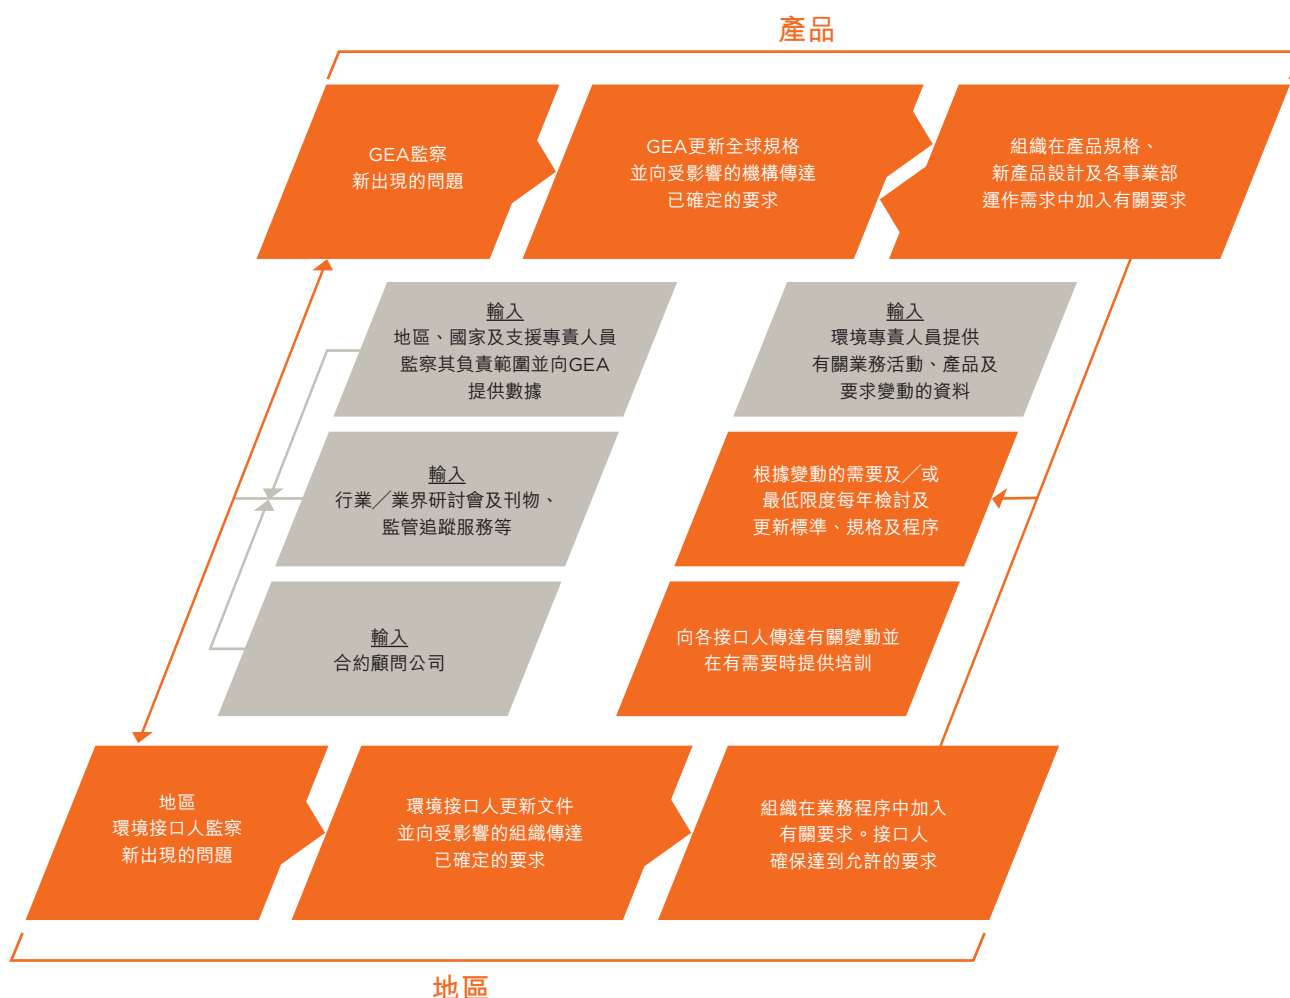 產品
GEA監察
新出現的問題
GEA更新全球規格
並向受影響的機構傳達
已確定的要求
組織在產品規格、
新產品設計及各事業部
運作需求中加入有關要求
輸入
地區、國家及支援專責人員
監察其負責範圍並向GEA
提供數據
輸入
環境專責人員提供
有關業務活動、產品及
要求變動的資料
輸入
行業／業界研討會及刊物、
監管追蹤服務等
根據變動的需要及／或
最低限度每年檢討及
更新標準、規格及程序
輸入
合約顧問公司
向各接口人傳達有關變動並
在有需要時提供培訓
地區
環境接口人監察
新出現的問題
環境接口人更新文件
並向受影響的組織傳達
已確定的要求
組織在業務程序中加入
有關要求。接口人
確保達到允許的要求
地區